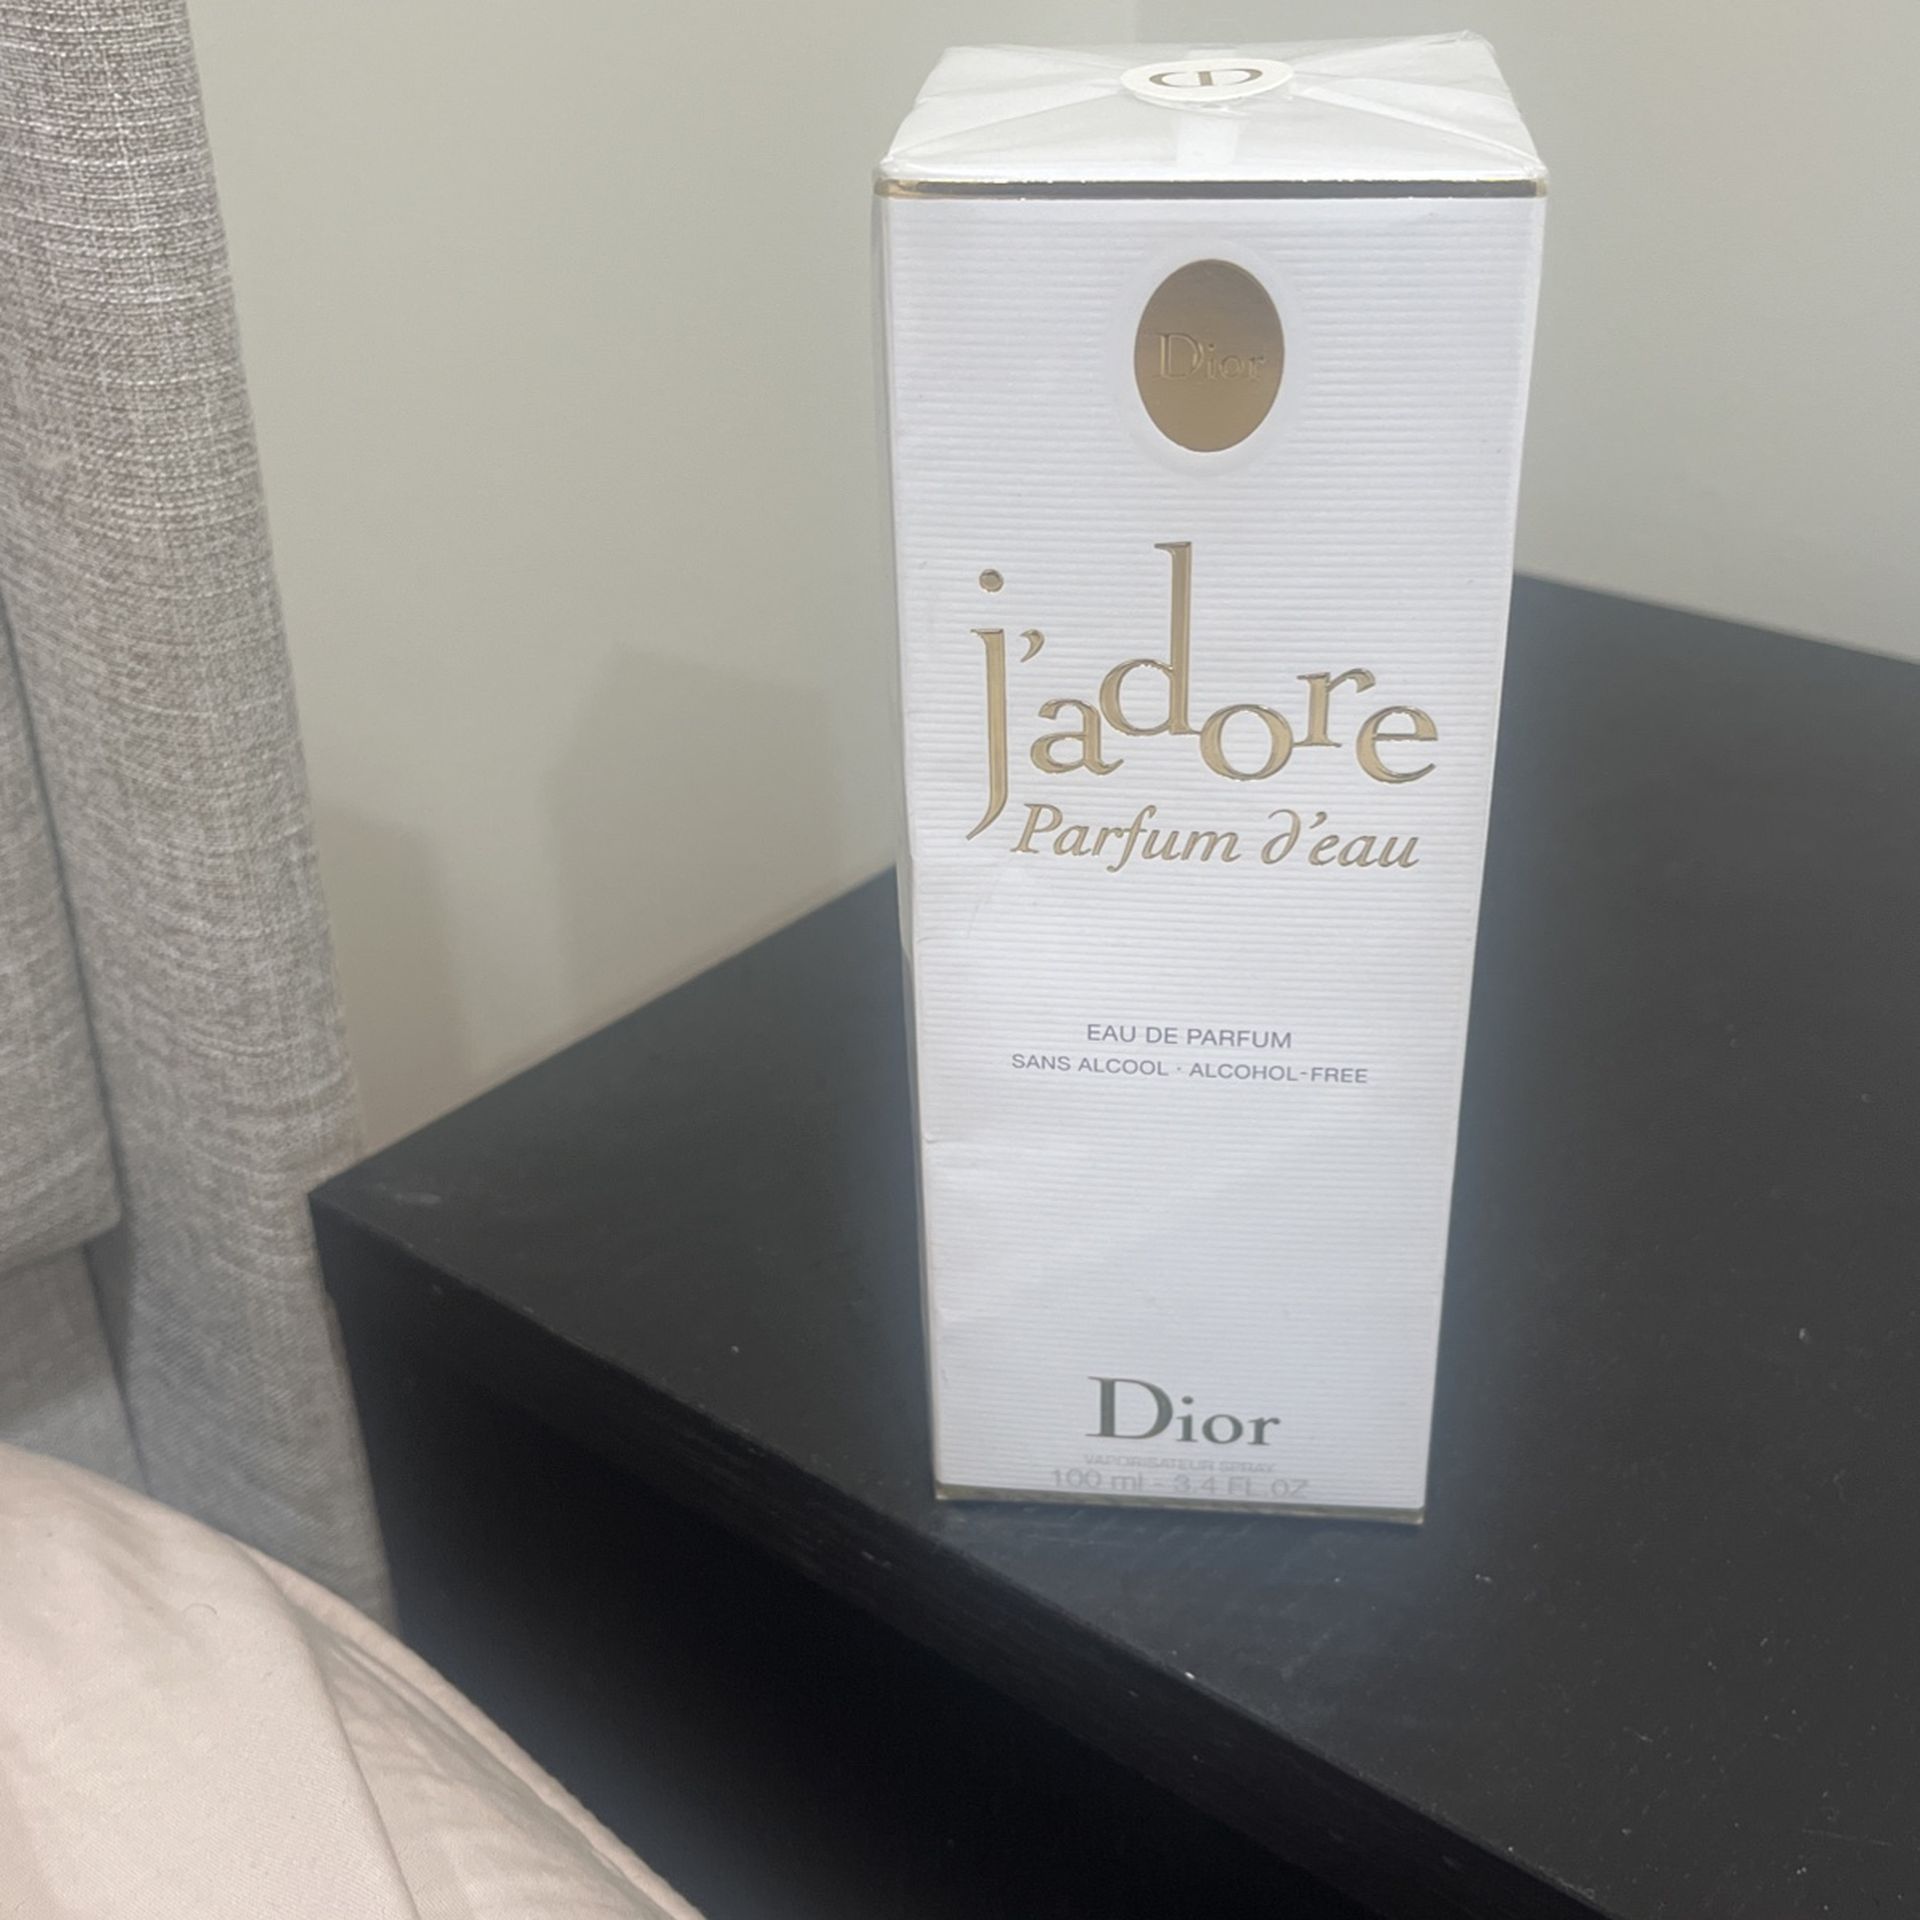 Dior
j'adore
Parfum d'eau
EAU DE PARFUM
SANS ALCOOL · ALCOHOL-FREE
Dior
VAPORISATEUR SPRAY
100 ml - 3.4 FL OZ